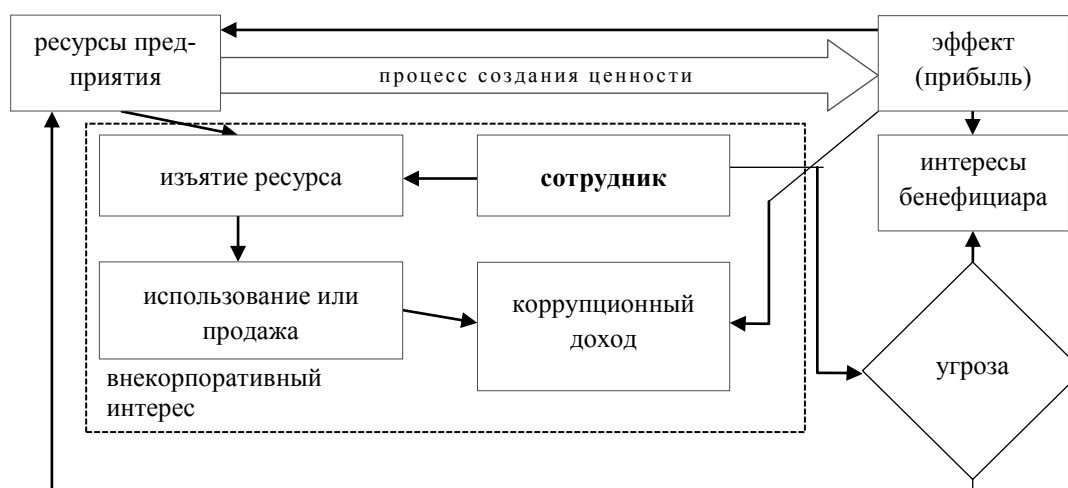 ресурсы пред-
приятия
процесс создания ценности
эффект
(прибыль)
изъятие ресурса
сотрудник
интересы
бенефициара
использование или
продажа
коррупционный
доход
угроза
внекорпоративный
интерес